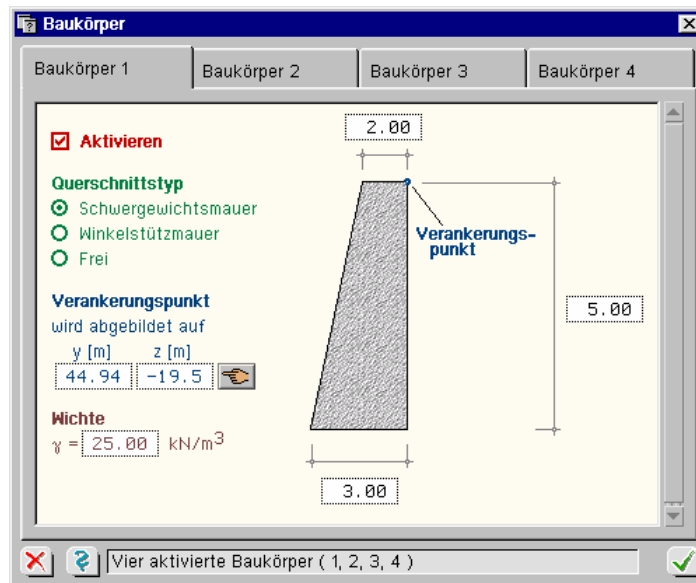 Baukörper
Baukörper 1 Baukörper 2 Baukörper 3 Baukörper 4
Aktivieren
Querschnittstyp
Schwergewichtsmauer
Winkelstützmauer
Frei
Verankerungspunkt
wird abgebildet auf
y [m] z [m]
44.94 -19.5
Wichte
γ = 25.00 kN/m³
2.00
Verankerungs-
punkt
5.00
3.00
Vier aktivierte Baukörper ( 1, 2, 3, 4 )